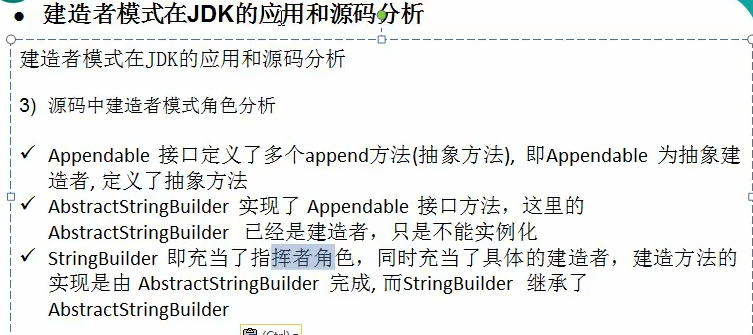 ● 建造者模式在JDK的应用和源码分析
建造者模式在JDK的应用和源码分析
3) 源码中建造者模式角色分析
✓ Appendable 接口定义了多个append方法(抽象方法), 即Appendable 为抽象建
造者, 定义了抽象方法
✓ AbstractStringBuilder 实现了 Appendable 接口方法，这里的
AbstractStringBuilder 已经是建造者，只是不能实例化
✓ StringBuilder 即充当了指挥者角色，同时充当了具体的建造者，建造方法的
实现是由 AbstractStringBuilder 完成, 而StringBuilder 继承了
AbstractStringBuilder
(Ctrl)